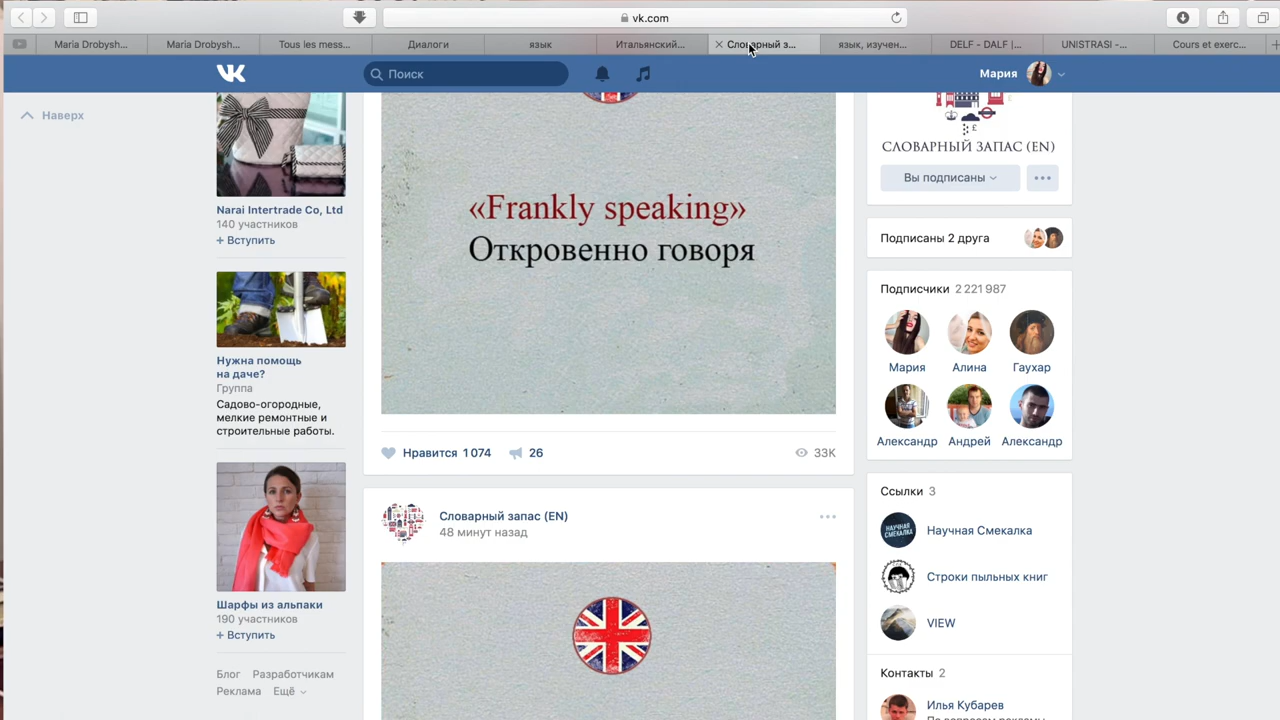 vk.com
Maria Drobysh...
Maria Drobysh...
Tous les mess...
Диалоги
язык
Итальянский...
Словарный з...
язык, изучен...
DELF - DALF |...
UNISTRASI -...
Cours et exerc...
Поиск
Мария
Наверх
Narai Intertrade Co, Ltd
140 участников
+ Вступить
Нужна помощь
на даче?
Группа
Садово-огородные,
мелкие ремонтные и
строительные работы.
Шарфы из альпаки
190 участников
+ Вступить
Блог Разработчикам
Реклама Ещё
«Frankly speaking»
Откровенно говоря
Нравится 1 074
26
33K
Словарный запас (EN)
48 минут назад
СЛОВАРНЫЙ ЗАПАС (EN)
Вы подписаны
Подписаны 2 друга
Подписчики 2 221 987
Мария
Алина
Гаухар
Александр
Андрей
Александр
Ссылки 3
НАУЧНАЯ
СМЕКАЛКА
Научная Смекалка
Строки пыльных книг
VIEW
Контакты 2
Илья Кубарев
По вопросам рекламы